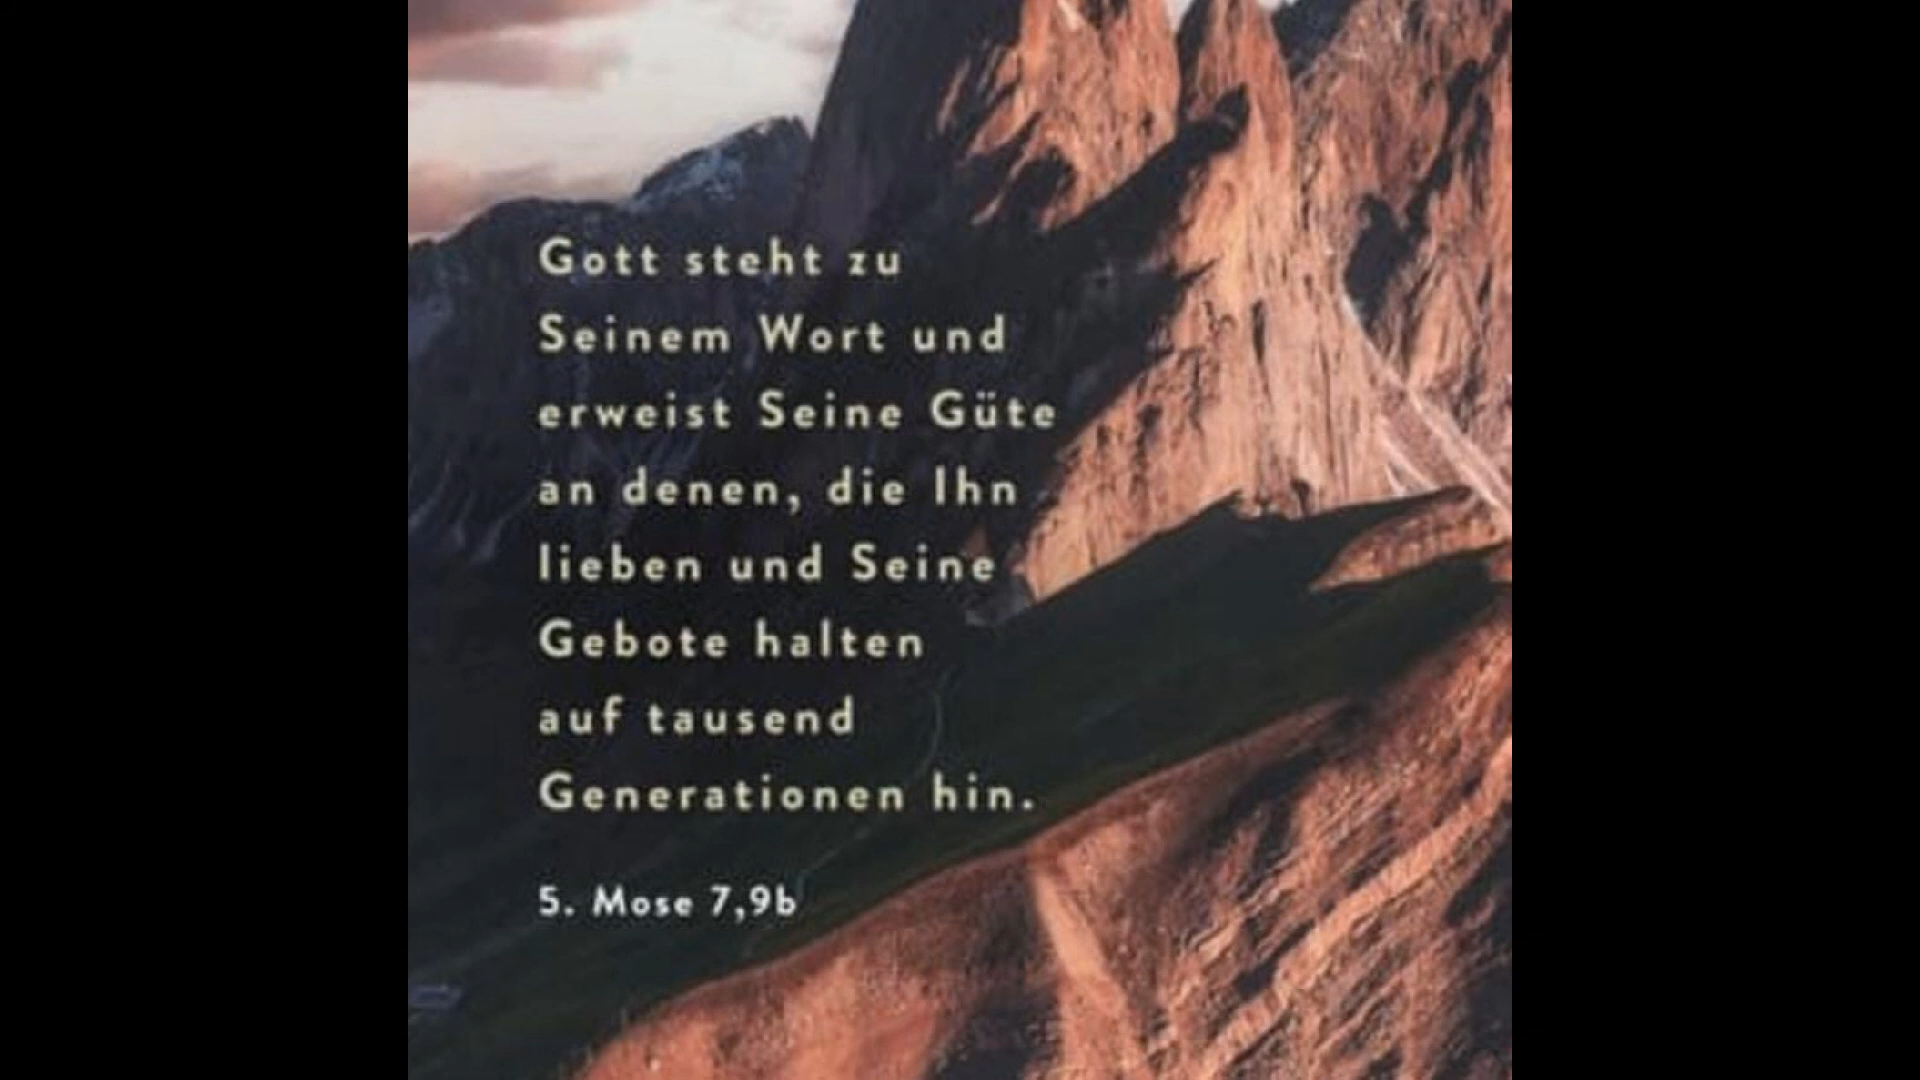 Gott steht zu
Seinem Wort und
erweist Seine Güte
an denen, die Ihn
lieben und Seine
Gebote halten
auf tausend
Generationen hin.
5. Mose 7,9b